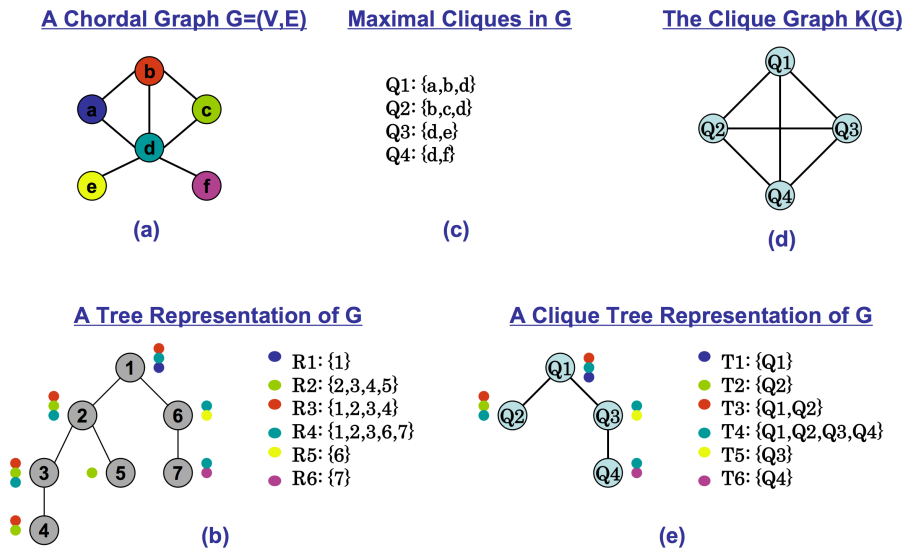 A Chordal Graph G=(V,E)
Maximal Cliques in G
The Clique Graph K(G)
b
a
c
d
e
f
(a)
Q1: {a,b,d}
Q2: {b,c,d}
Q3: {d,e}
Q4: {d,f}
(c)
Q1
Q2
Q3
Q4
(d)
A Tree Representation of G
A Clique Tree Representation of G
1
2
6
3
5
7
4
R1: {1}
R2: {2,3,4,5}
R3: {1,2,3,4}
R4: {1,2,3,6,7}
R5: {6}
R6: {7}
(b)
Q1
Q2
Q3
Q4
T1: {Q1}
T2: {Q2}
T3: {Q1,Q2}
T4: {Q1,Q2,Q3,Q4}
T5: {Q3}
T6: {Q4}
(e)